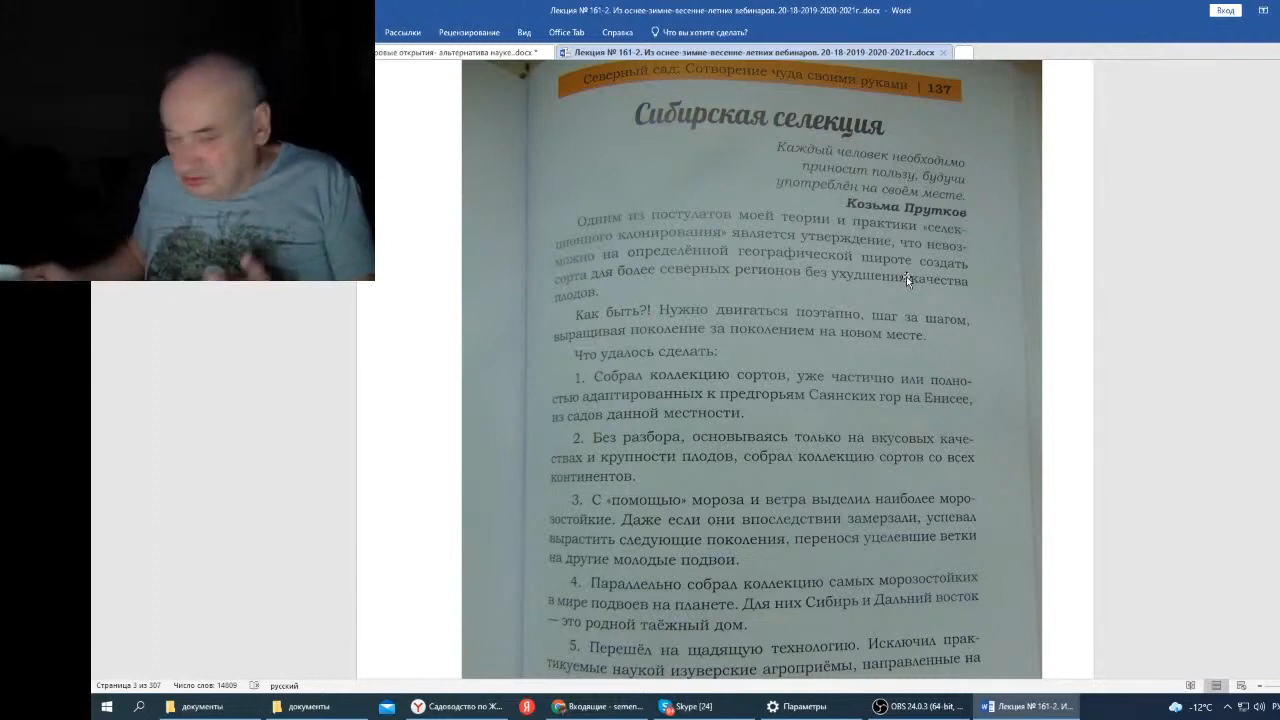 Лекция № 161-2. Из оснее-зимне-весенне-летних вебинаров. 20-18-2019-2020-2021г..docx - Word
Вход
Рассылки Рецензирование Вид Office Tab Справка Что вы хотите сделать?
ровые открытия- альтернатива науке..docx *
Лекция № 161-2. Из оснее-зимне-весенне-летних вебинаров. 20-18-2019-2020-2021г..docx
Северный сад: Сотворение чуда своими руками | 137
Сибирская селекция
Каждый человек необходимо
приносит пользу, будучи
употреблён на своём месте.
Козьма Прутков
Одним из постулатов моей теории и практики «селек-
ционного клонирования» является утверждение, что невоз-
можно на определённой географической широте создать
сорта для более северных регионов без ухудшения качества
плодов.
Как быть?! Нужно двигаться поэтапно, шаг за шагом,
выращивая поколение за поколением на новом месте.
Что удалось сделать:
1. Собрал коллекцию сортов, уже частично или полно-
стью адаптированных к предгорьям Саянских гор на Енисее,
из садов данной местности.
2. Без разбора, основываясь только на вкусовых каче-
ствах и крупности плодов, собрал коллекцию сортов со всех
континентов.
3. С «помощью» мороза и ветра выделил наиболее моро-
зостойкие. Даже если они впоследствии замерзали, успевал
вырастить следующие поколения, перенося уцелевшие ветки
на другие молодые подвои.
4. Параллельно собрал коллекцию самых морозостойких
в мире подвоев на планете. Для них Сибирь и Дальний восток
— это родной таёжный дом.
5. Перешёл на щадящую технологию. Исключил прак-
тикуемые наукой изуверские агроприёмы, направленные на
Страница 3 из 307 Число слов: 14809 русский
документы документы Садоводство по Ж... Входящие - semen... Skype [24] Параметры OBS 24.0.3 (64-bit, ... Лекция № 161-2. И... -12°C